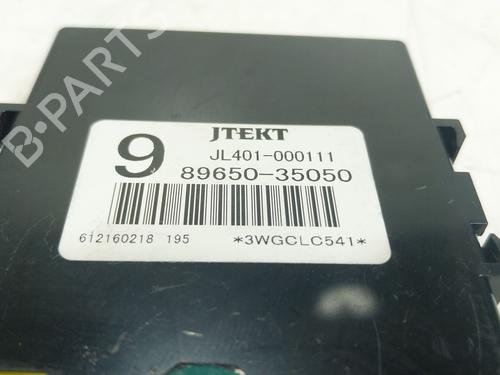 B-PARTS
JTEKT
9
JL401-000111
89650-35050
612160218 195
*3WGCLC541*